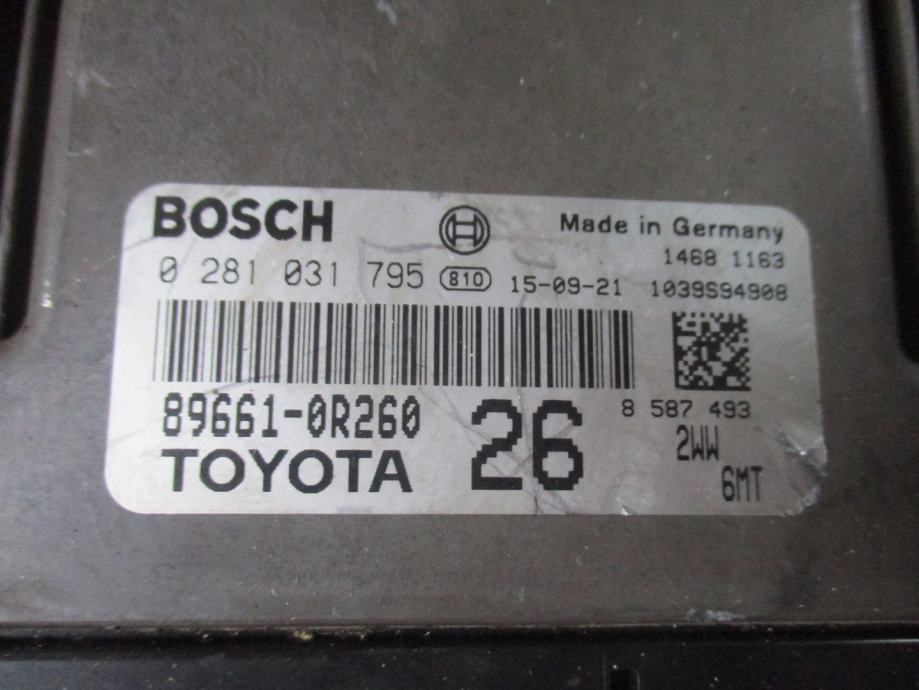 BOSCH Made in Germany
1468 1163
0 281 031 795 810 15-09-21 1039S94908
89661-0R260 26 8 587 493
TOYOTA 2WW
6MT